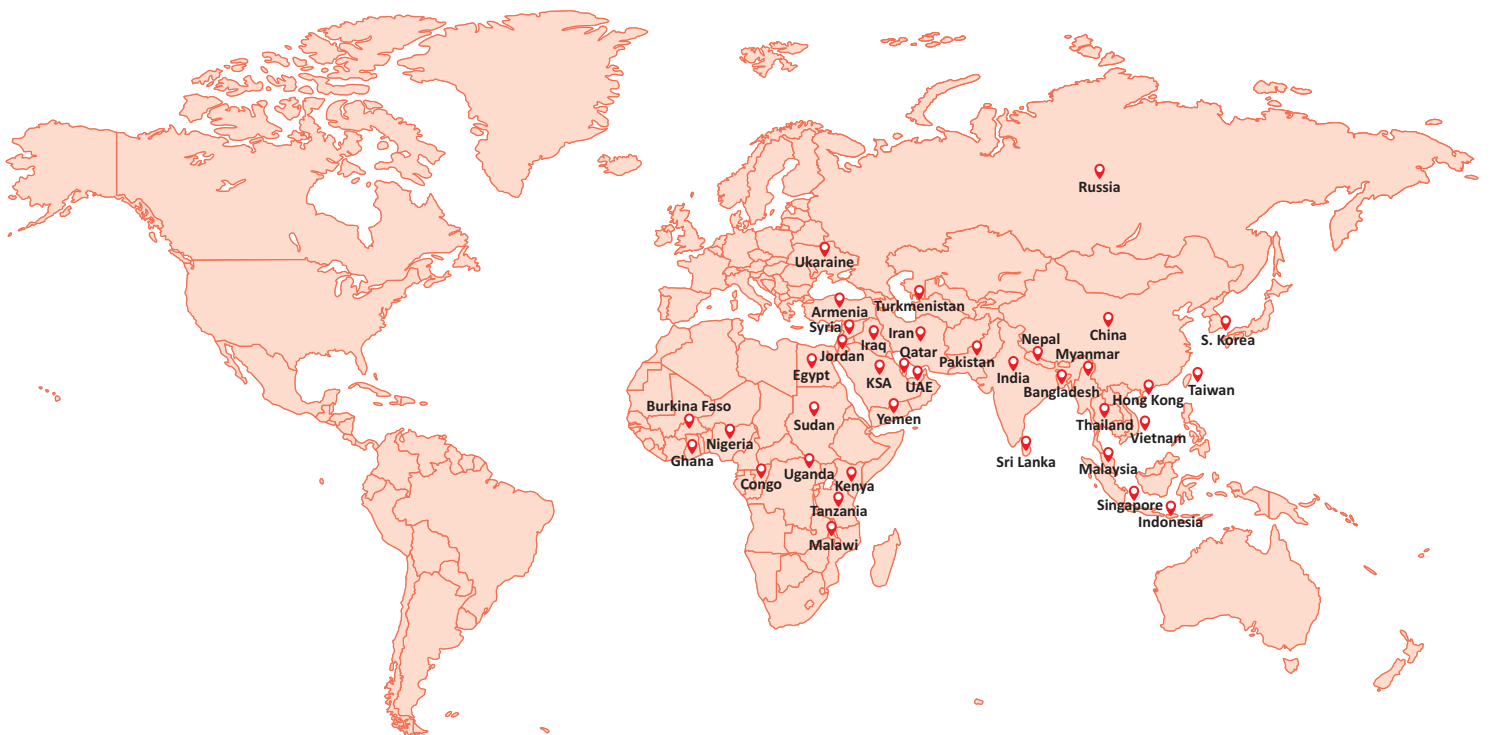 Russia
Ukaraine
Turkmenistan
Armenia
Syria
Iran
China
S. Korea
Iraq
Nepal
Jordan
Qatar
Myanmar
Pakistan
Egypt
India
KSA
UAE
Bangladesh
Taiwan
Hong Kong
Burkina Faso
Yemen
Sudan
Thailand
Vietnam
Nigeria
Ghana
Sri Lanka
Malaysia
Uganda
Congo
Kenya
Singapore
Tanzania
Indonesia
Malawi